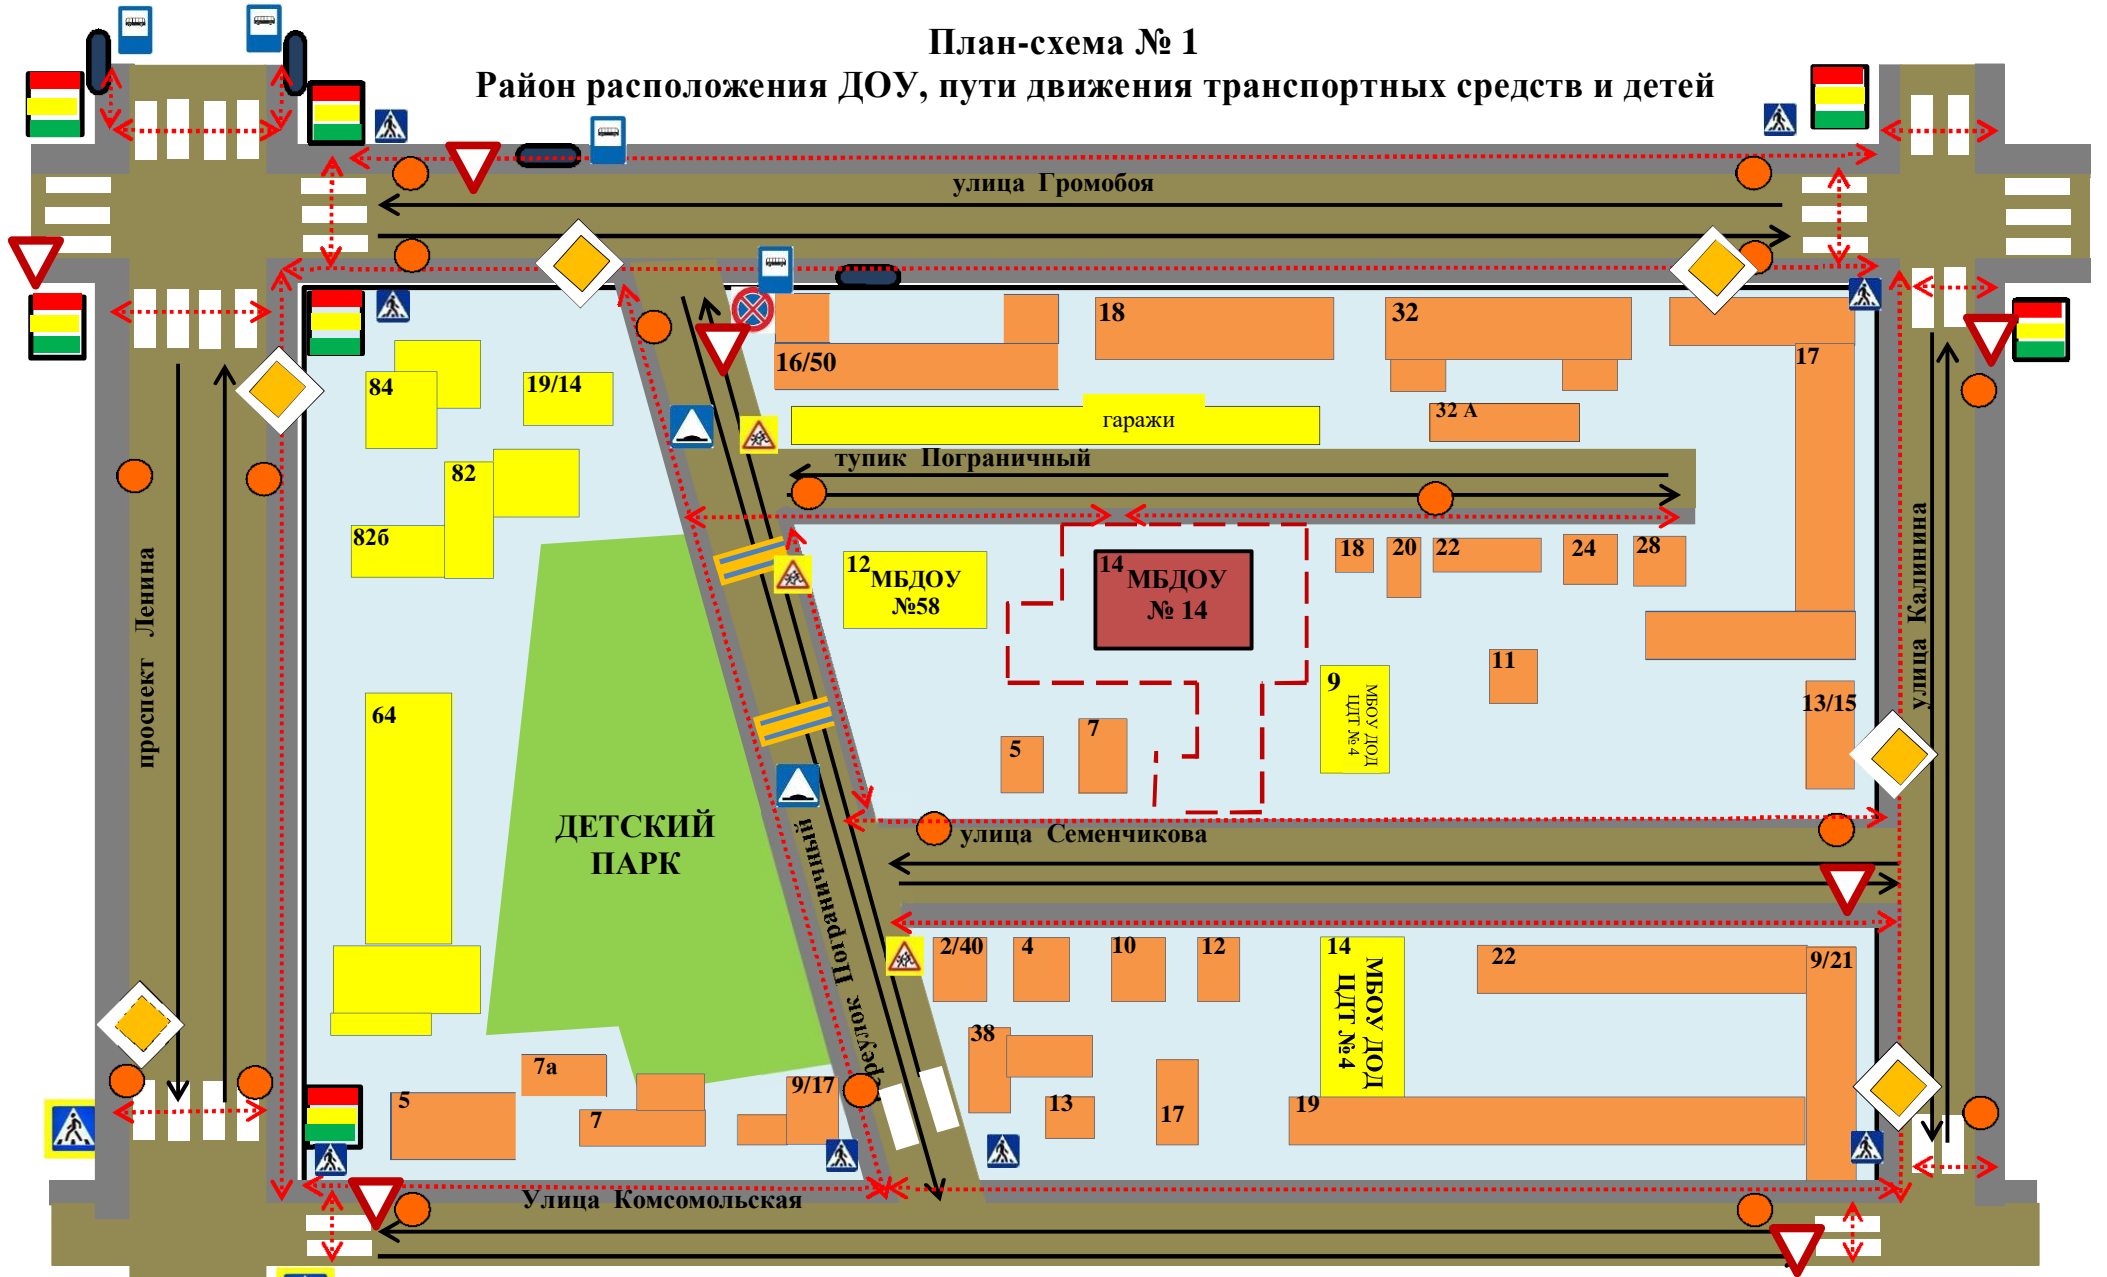 План-схема № 1
Район расположения ДОУ, пути движения транспортных средств и детей
улица Громобоя
18
32
16/50
17
84
19/14
32 А
гаражи
тупик Пограничный
82
82б
12
МБДОУ
№58
14
МБДОУ
№ 14
18
20
22
24
28
проспект Ленина
улица Калинина
11
9
МБОУ ДОД
ЦДТ №4
13/15
64
7
5
ДЕТСКИЙ
ПАРК
улица Семенчикова
Пограничный
2/40
4
10
12
14
МБОУ ДОД
ЦДТ №4
22
9/21
38
7а
5
7
9/17
13
17
19
Улица Комсомольская